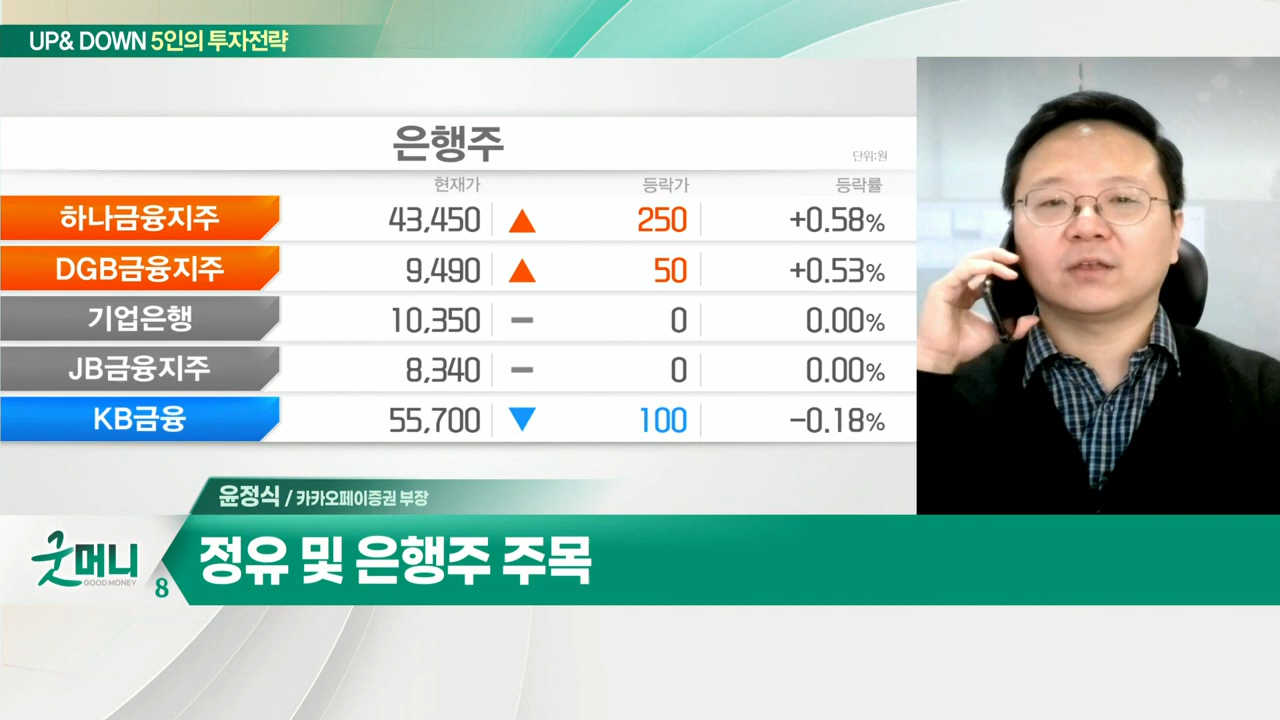 UP& DOWN 5인의 투자전략
은행주
단위:원
현재가 등락가 등락률
하나금융지주 43,450 ▲ 250 +0.58%
DGB금융지주 9,490 ▲ 50 +0.53%
기업은행 10,350 - 0 0.00%
JB금융지주 8,340 - 0 0.00%
KB금융 55,700 ▼ 100 -0.18%
윤정식 / 카카오페이증권 부장
굿머니
GOOD MONEY
8
정유 및 은행주 주목